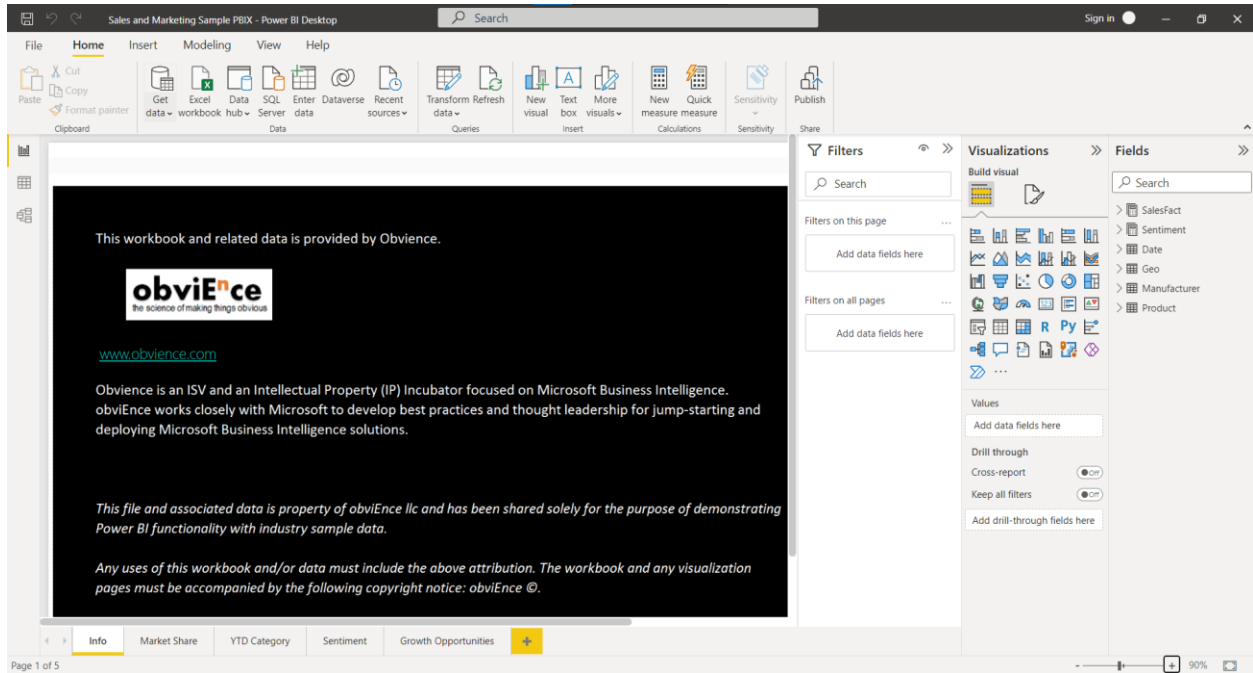 Sales and Marketing Sample PBIX - Power BI Desktop
Search
Sign in
File Home Insert Modeling View Help
Paste
Cut
Copy
Format painter
Get data
Excel workbook
Data hub
SQL Server
Enter data
Dataverse
Recent sources
Transform data
Refresh
New visual
Text box
More visuals
New measure
Quick measure
Sensitivity
Publish
Clipboard
Data
Queries
Insert
Calculations
Sensitivity
Share
This workbook and related data is provided by Obvience.
obviEnce
the science of making things obvious
www.obvience.com
Obvience is an ISV and an Intellectual Property (IP) Incubator focused on Microsoft Business Intelligence.
obviEnce works closely with Microsoft to develop best practices and thought leadership for jump-starting and
deploying Microsoft Business Intelligence solutions.
This file and associated data is property of obviEnce llc and has been shared solely for the purpose of demonstrating
Power BI functionality with industry sample data.
Any uses of this workbook and/or data must include the above attribution. The workbook and any visualization
pages must be accompanied by the following copyright notice: obviEnce ©.
Filters
Search
Filters on this page
...
Add data fields here
Filters on all pages
...
Add data fields here
Visualizations
Build visual
R
Py
...
Values
Add data fields here
Drill through
Cross-report
Off
Keep all filters
Off
Add drill-through fields here
Fields
Search
SalesFact
Sentiment
Date
Geo
Manufacturer
Product
Info
Market Share
YTD Category
Sentiment
Growth Opportunities
+
Page 1 of 5
- + 90%